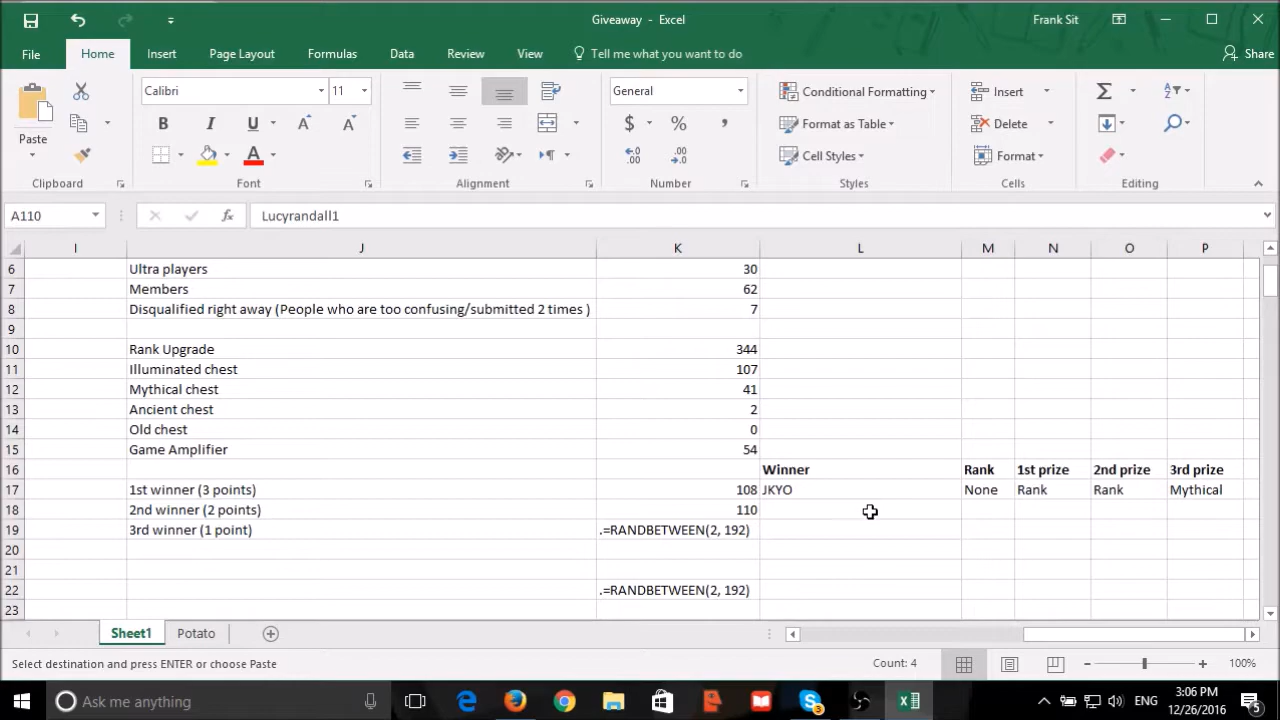 Giveaway - Excel
Frank Sit
File Home Insert Page Layout Formulas Data Review View Tell me what you want to do Share
Paste
Calibri 11
General
B I U A A
$ % ,
Conditional Formatting
Format as Table
Cell Styles
Insert
Delete
Format
Clipboard Font Alignment Number Styles Cells Editing
A110 fx Lucyrandall1
I J K L M N O P
6 Ultra players 30
7 Members 62
8 Disqualified right away (People who are too confusing/submitted 2 times ) 7
9
10 Rank Upgrade 344
11 Illuminated chest 107
12 Mythical chest 41
13 Ancient chest 2
14 Old chest 0
15 Game Amplifier 54
16 Winner Rank 1st prize 2nd prize 3rd prize
17 1st winner (3 points) 108 JKYO None Rank Rank Mythical
18 2nd winner (2 points) 110
19 3rd winner (1 point) .=RANDBETWEEN(2, 192)
20
21
22 .=RANDBETWEEN(2, 192)
23
Sheet1 Potato
Select destination and press ENTER or choose Paste Count: 4 100%
Ask me anything
3
ENG
3:06 PM
12/26/2016
5